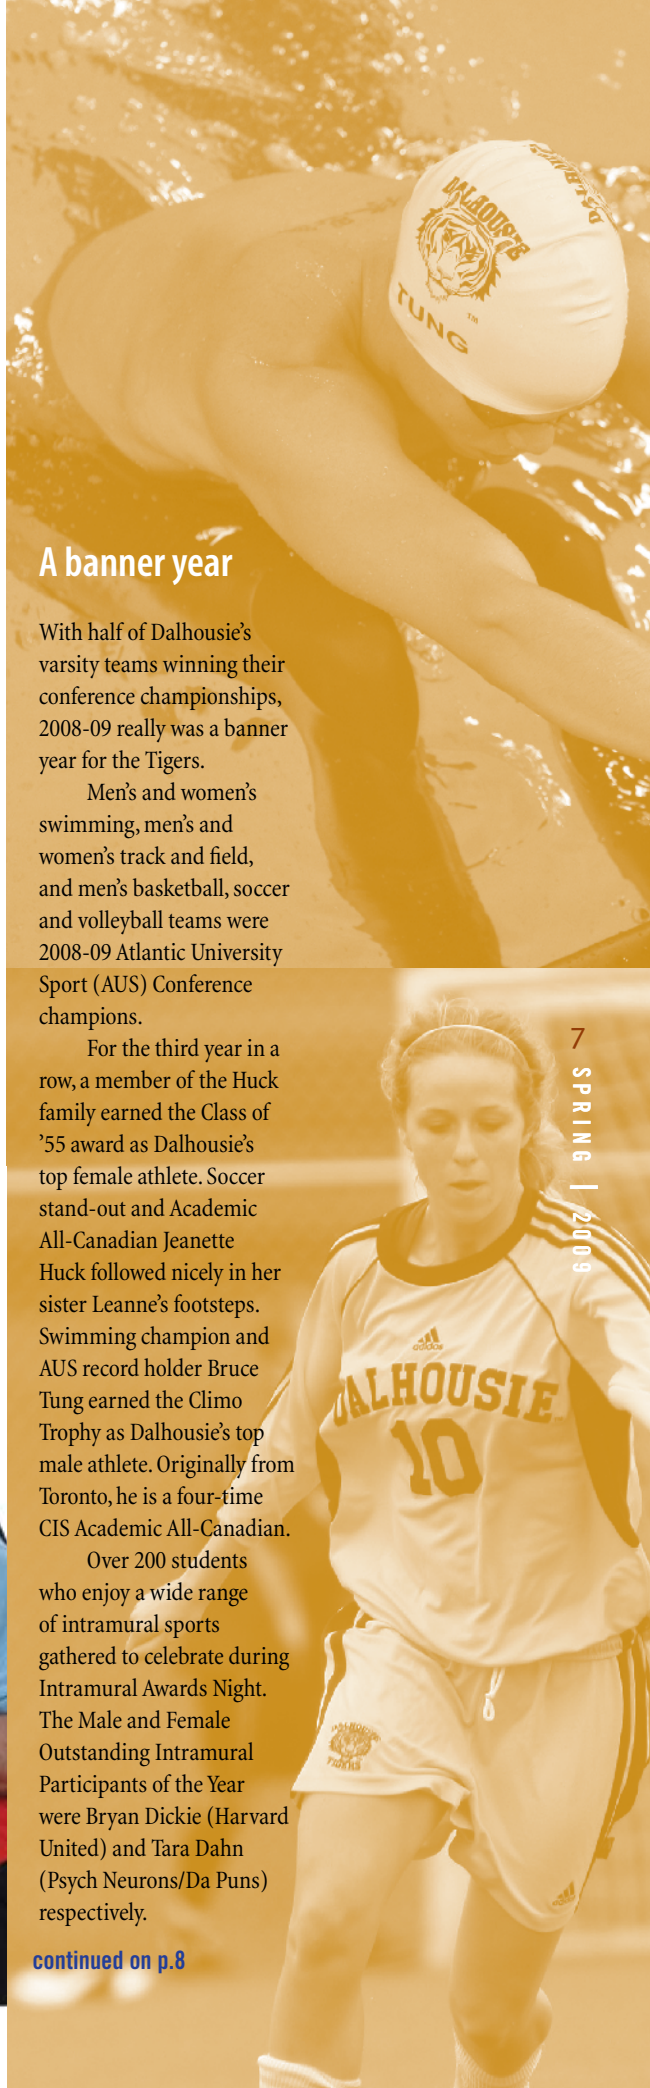 DALHOUSIE
TUNG
TM
A banner year
With half of Dalhousie's
varsity teams winning their
conference championships,
2008-09 really was a banner
year for the Tigers.
Men's and women's
swimming, men's and
women's track and field,
and men's basketball, soccer
and volleyball teams were
2008-09 Atlantic University
Sport (AUS) Conference
champions.
For the third year in a
row, a member of the Huck
family earned the Class of
'55 award as Dalhousie's
top female athlete. Soccer
stand-out and Academic
All-Canadian Jeanette
Huck followed nicely in her
sister Leanne's footsteps.
Swimming champion and
AUS record holder Bruce
Tung earned the Climo
Trophy as Dalhousie's top
male athlete. Originally from
Toronto, he is a four-time
CIS Academic All-Canadian.
Over 200 students
who enjoy a wide range
of intramural sports
gathered to celebrate during
Intramural Awards Night.
The Male and Female
Outstanding Intramural
Participants of the Year
were Bryan Dickie (Harvard
United) and Tara Dahn
(Psych Neurons/Da Puns)
respectively.
continued on p.8
7
SPRING | 2009
adidas
DALHOUSIE
10
DALHOUSIE
TIGERS